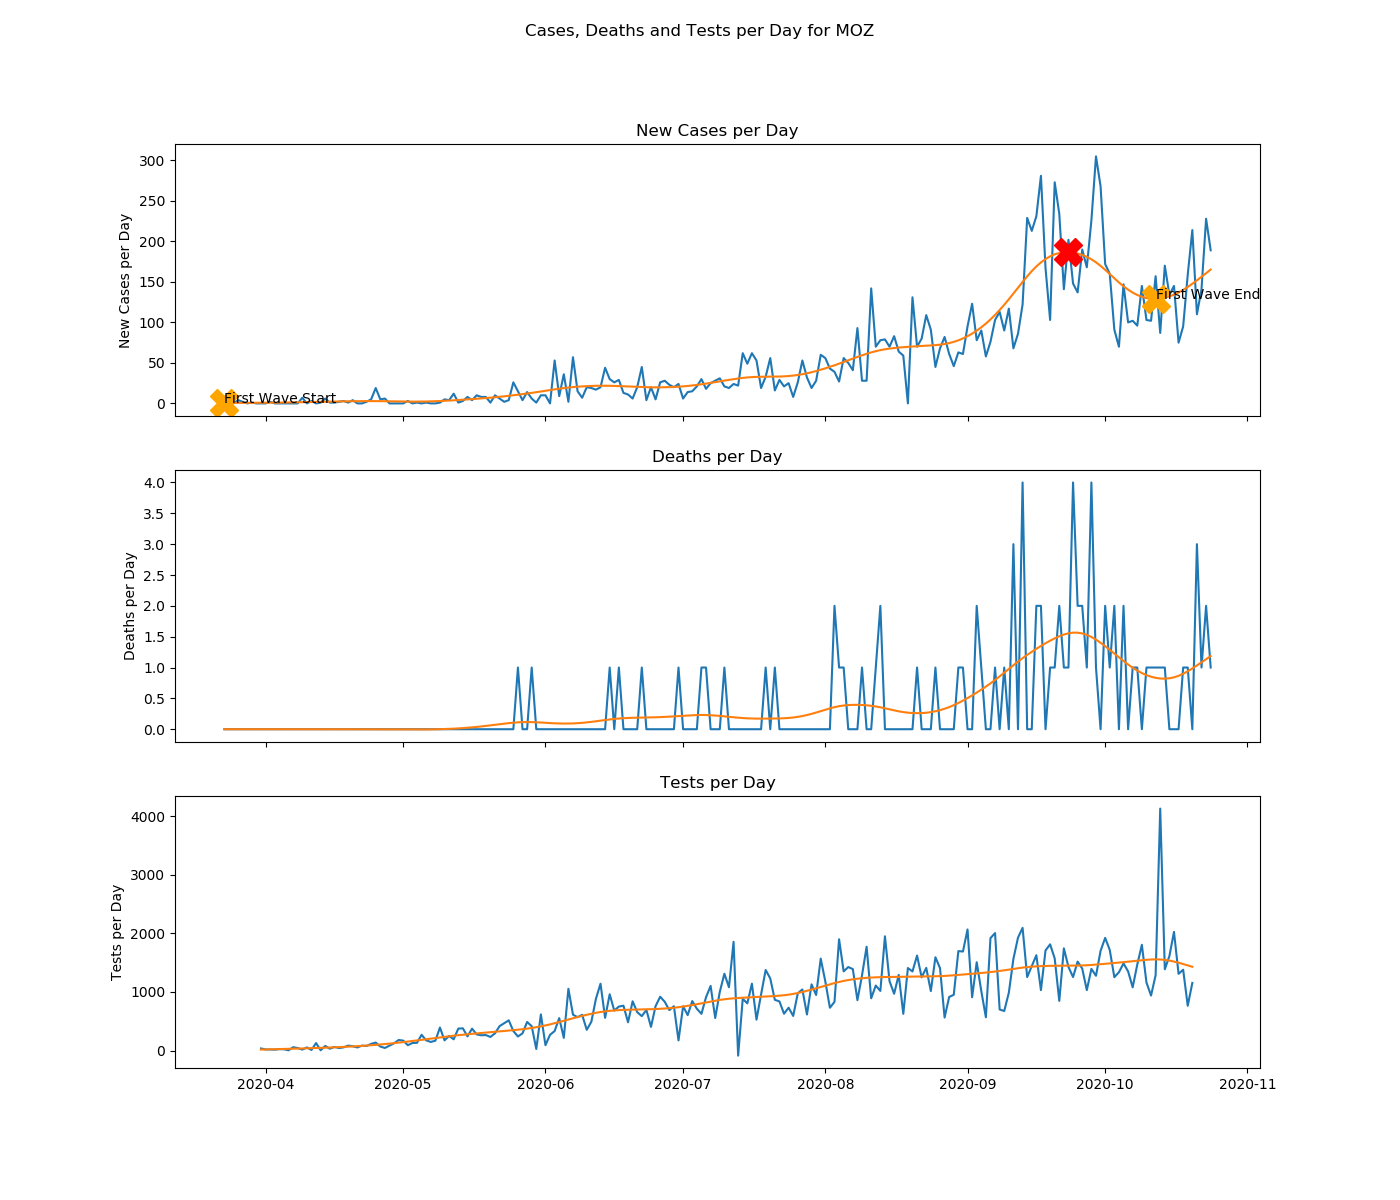 Cases, Deaths and Tests per Day for MOZ
New Cases per Day
New Cases per Day
300
250
200
150
100
50
0
First Wave Start
First Wave End
Deaths per Day
Deaths per Day
4.0
3.5
3.0
2.5
2.0
1.5
1.0
0.5
0.0
Tests per Day
Tests per Day
4000
3000
2000
1000
0
2020-04 2020-05 2020-06 2020-07 2020-08 2020-09 2020-10 2020-11